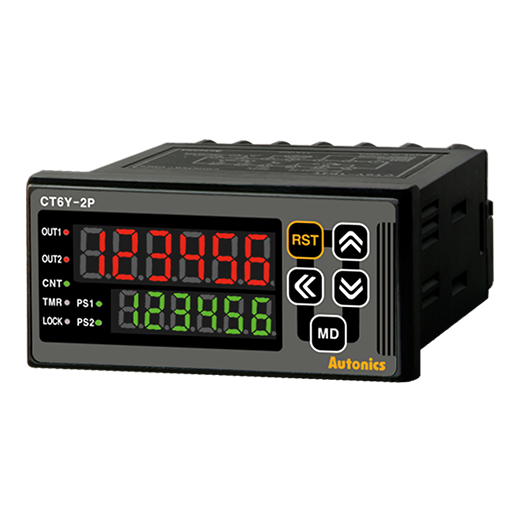 CT6Y-2P
OUT1
OUT2
CNT
TMR PS1
LOCK PS2
123456
123456
RST
MD
Autonics